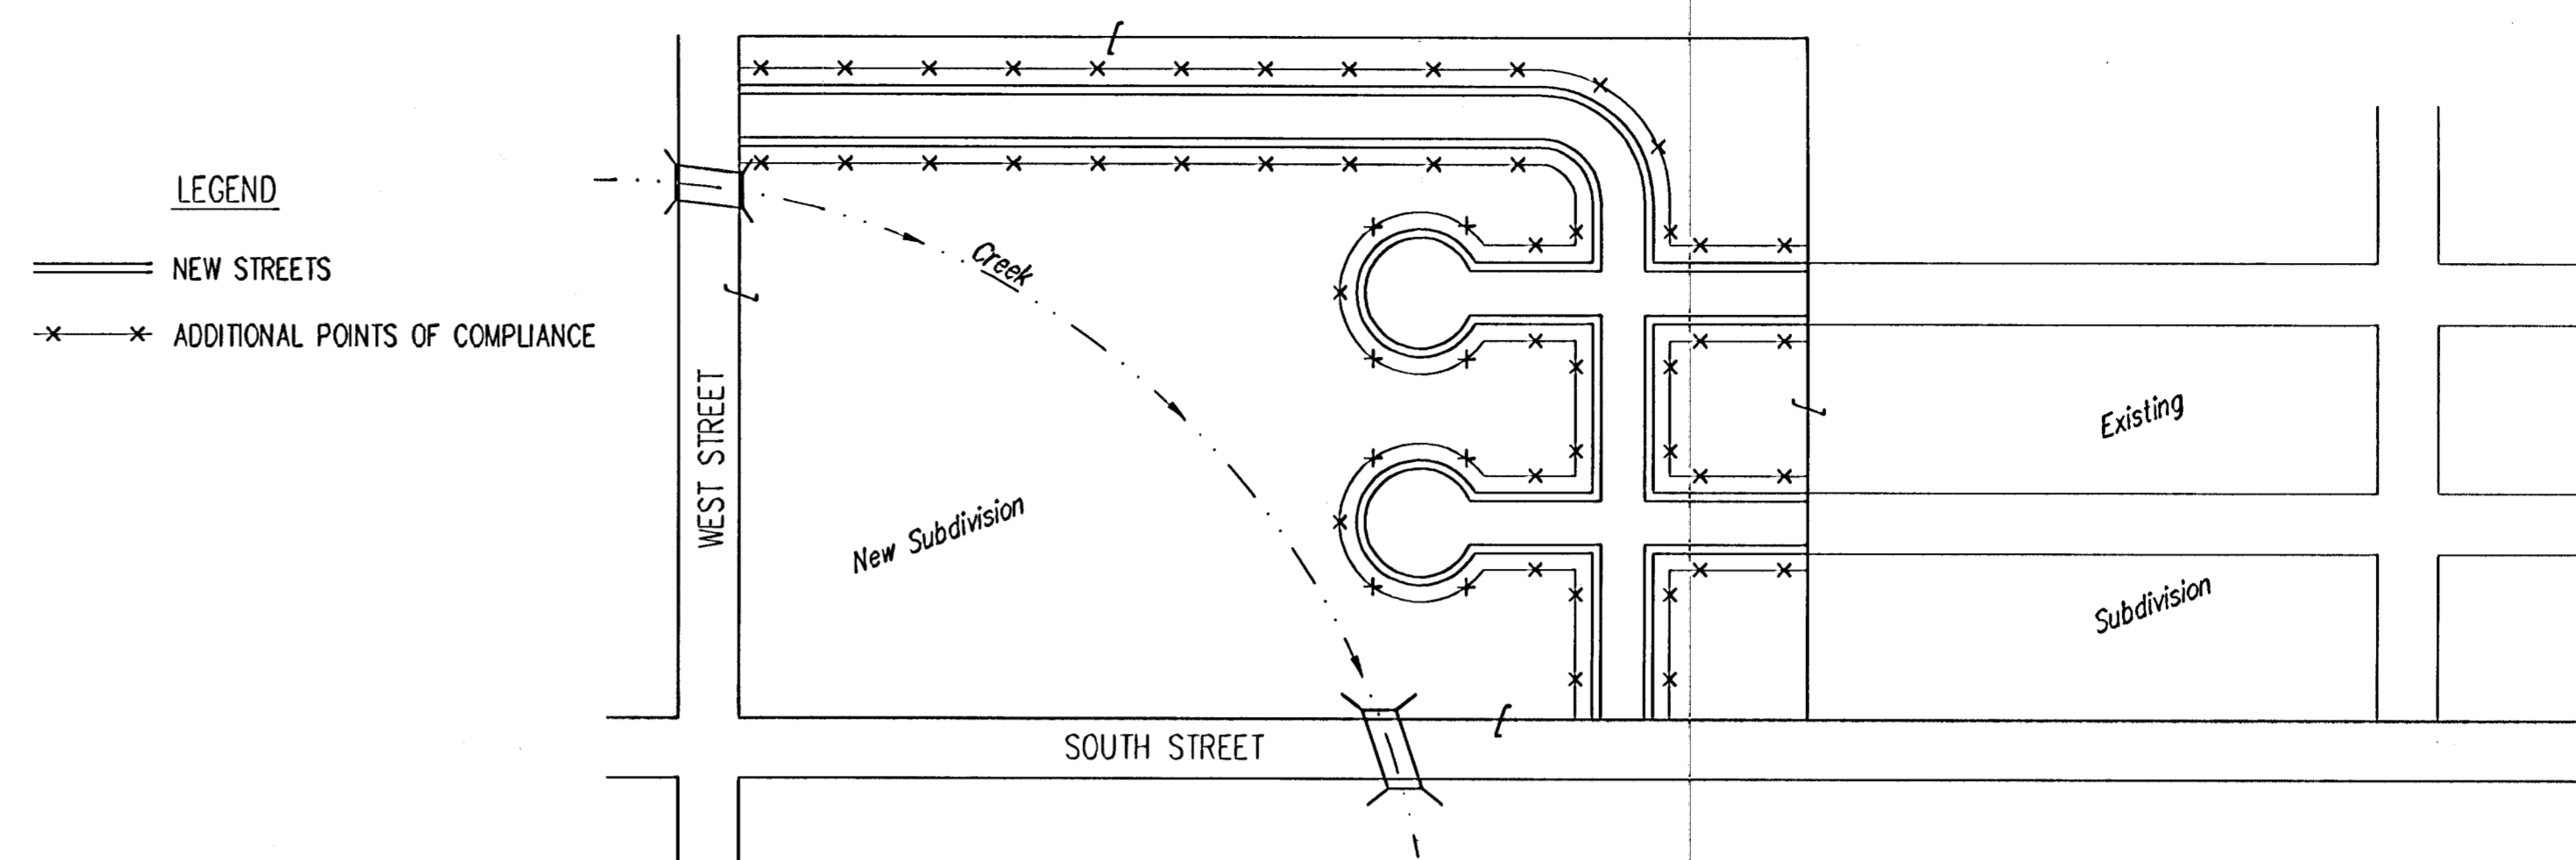 LEGEND
NEW STREETS
ADDITIONAL POINTS OF COMPLIANCE
WEST STREET
Creek
New Subdivision
SOUTH STREET
Existing
Subdivision